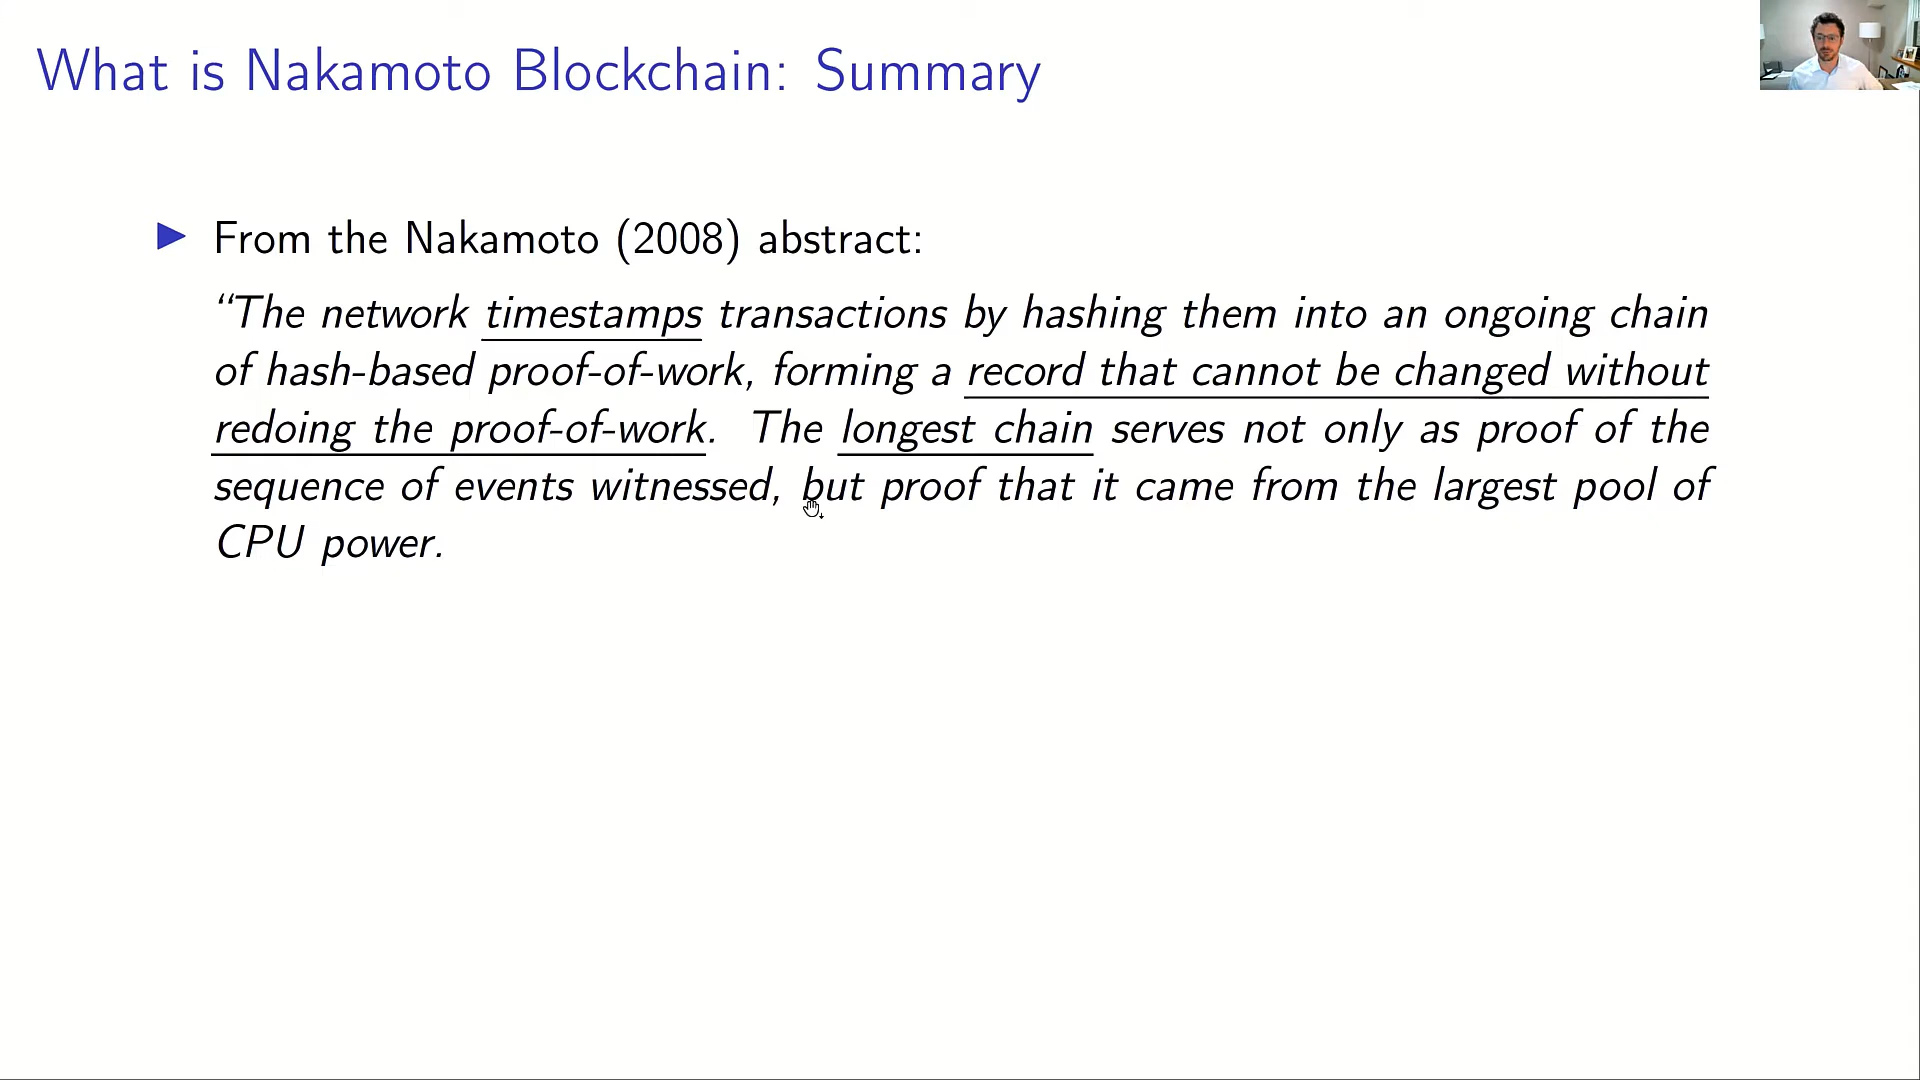 What is Nakamoto Blockchain: Summary
From the Nakamoto (2008) abstract:
“The network timestamps transactions by hashing them into an ongoing chain
of hash-based proof-of-work, forming a record that cannot be changed without
redoing the proof-of-work. The longest chain serves not only as proof of the
sequence of events witnessed, but proof that it came from the largest pool of
CPU power.